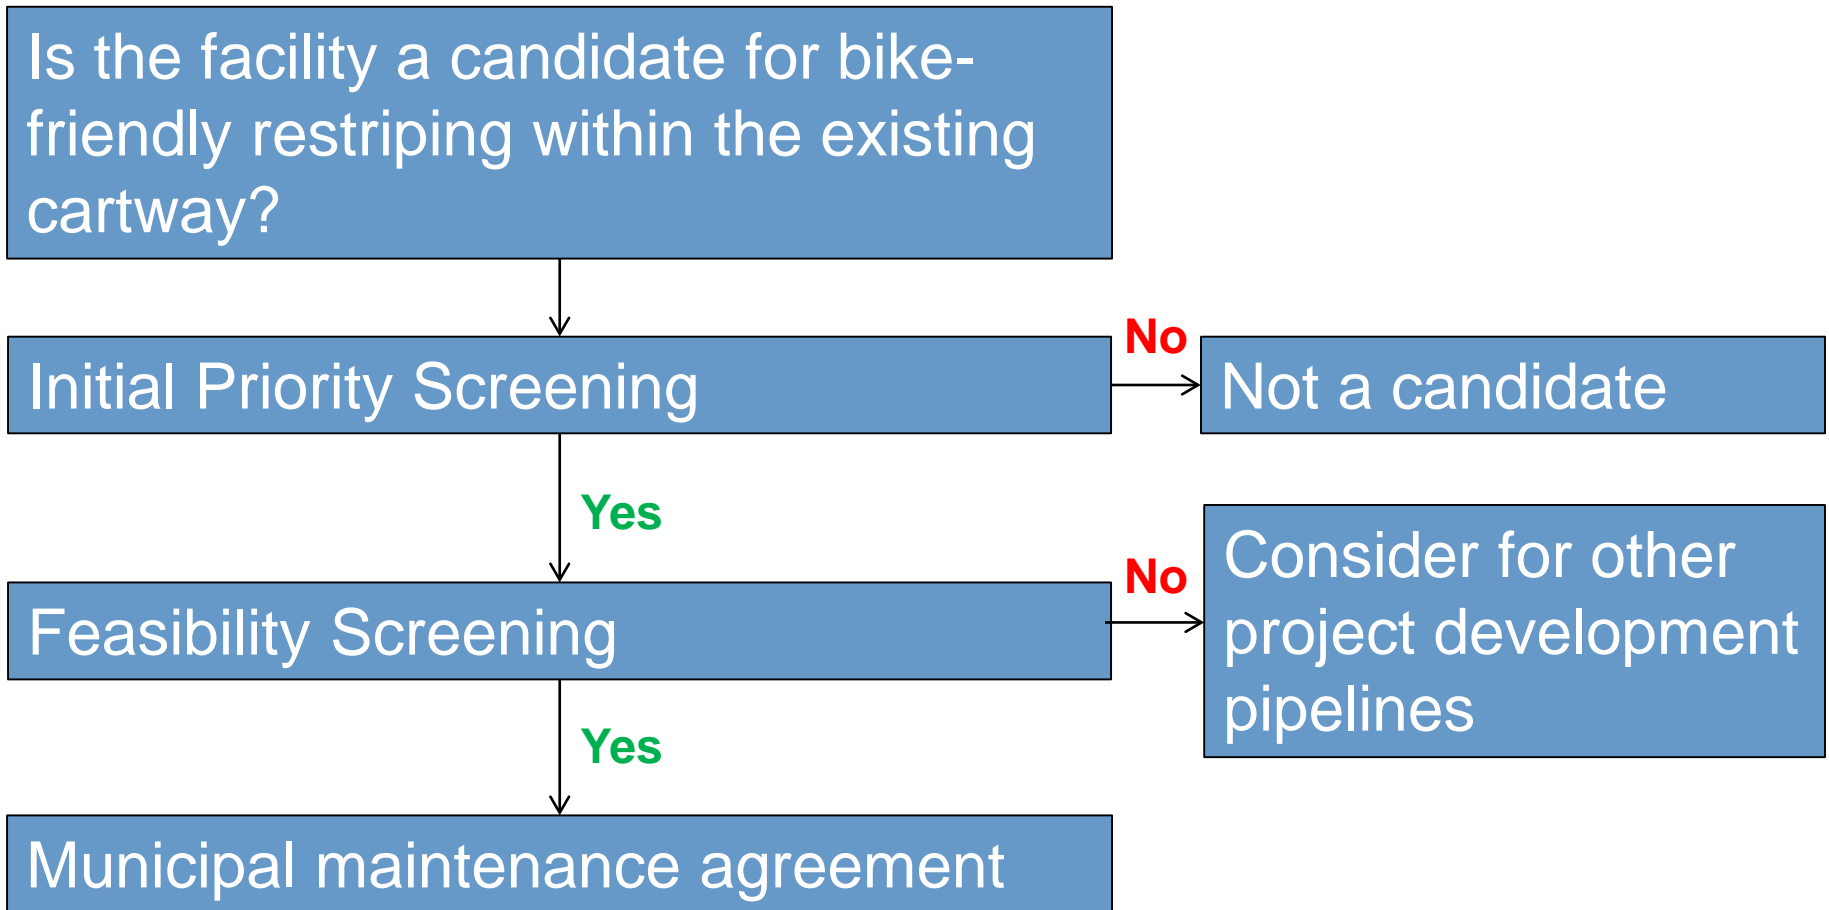 Is the facility a candidate for bike-
friendly restriping within the existing
cartway?
Initial Priority Screening
No
Not a candidate
Yes
Feasibility Screening
No
Consider for other
project development
pipelines
Yes
Municipal maintenance agreement